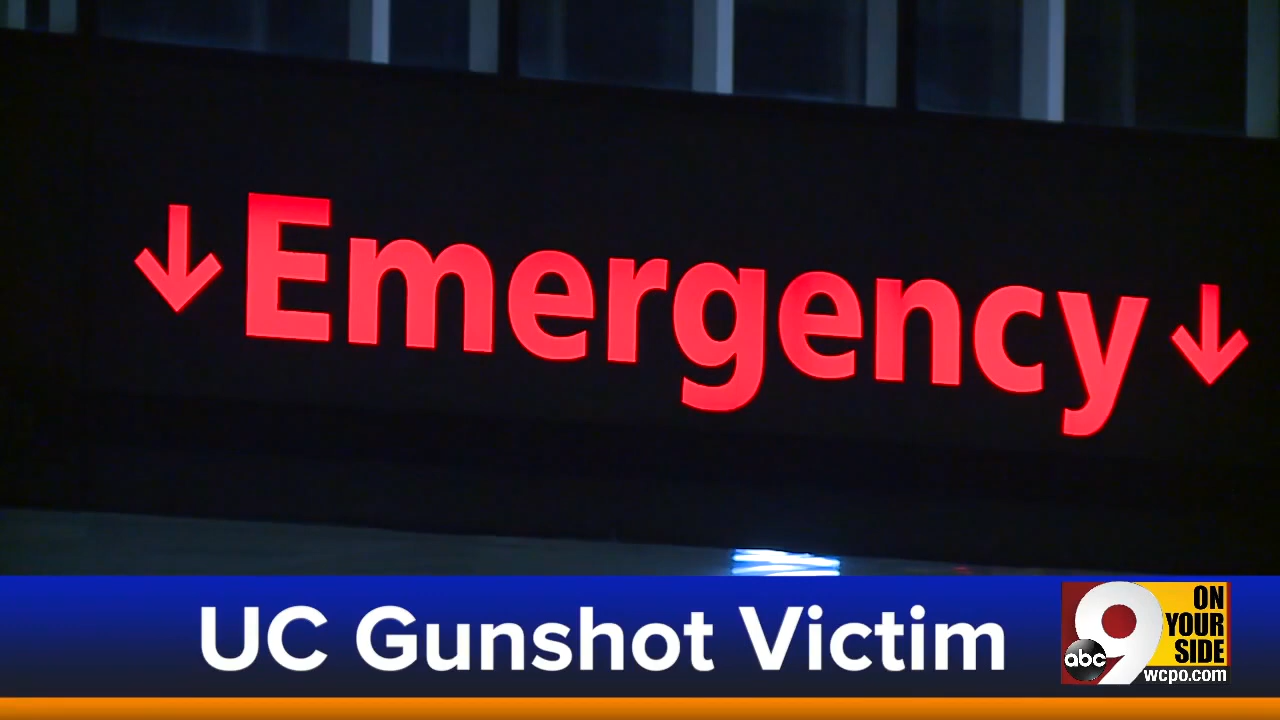 ↓Emergency↓
UC Gunshot Victim
9
abc
ON
YOUR
SIDE
wcpo.com